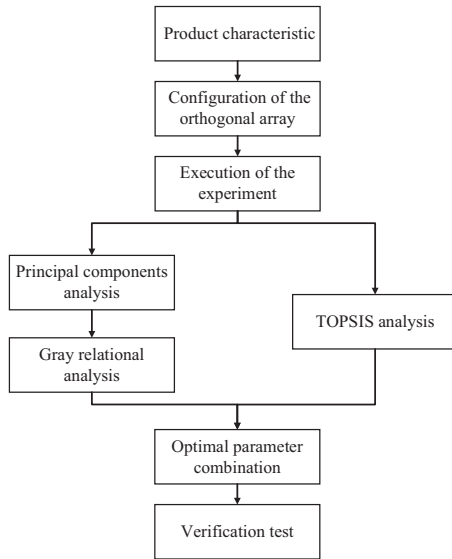 Product characteristic
Configuration of the
orthogonal array
Execution of the
experiment
Principal components
analysis
Gray relational
analysis
TOPSIS analysis
Optimal parameter
combination
Verification test